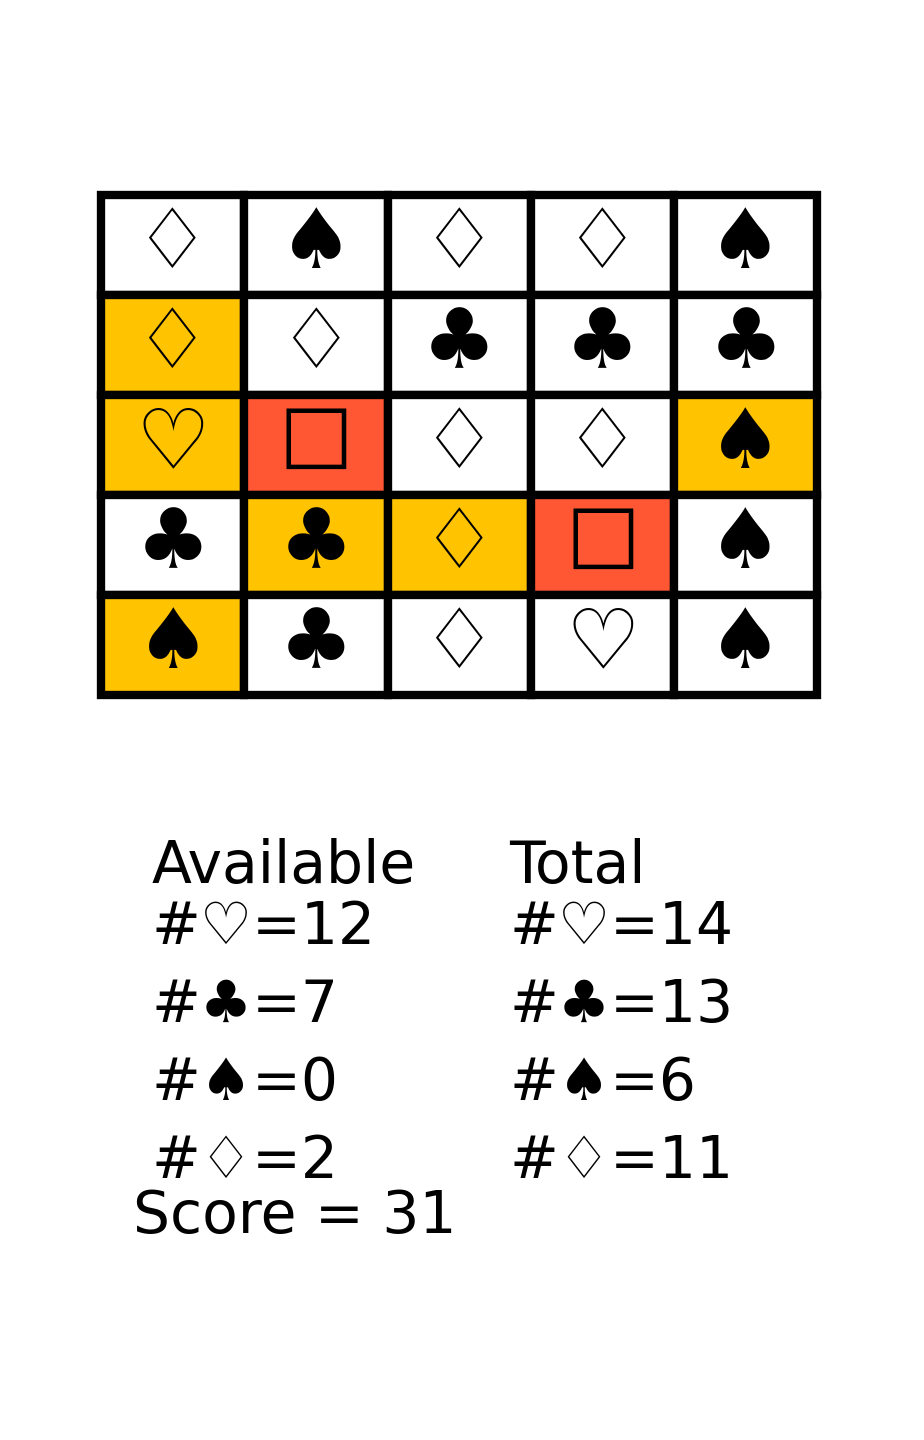 ♢ ♠ ♢ ♢ ♠
♢ ♢ ♣ ♣ ♣
♡ □ ♢ ♢ ♠
♣ ♣ ♢ □ ♠
♠ ♣ ♢ ♡ ♠
Available Total
#♡=12 #♡=14
#♣=7 #♣=13
#♠=0 #♠=6
#♢=2 #♢=11
Score = 31